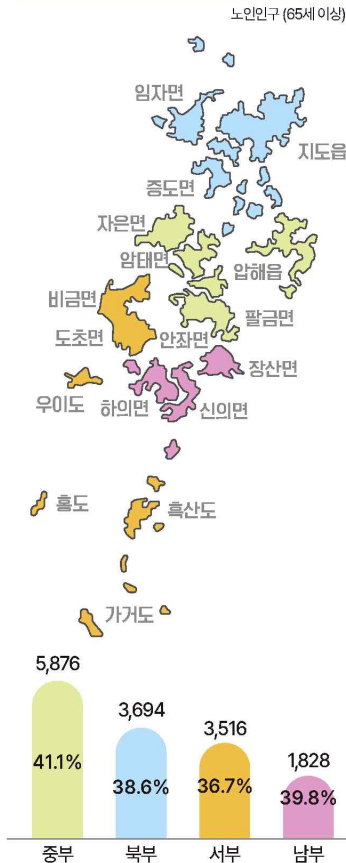 노인인구 (65세 이상)
임자면
지도읍
증도면
자은면
암태면
압해읍
비금면
팔금면
도초면
안좌면
장산면
우이도
하의면
신의면
홍도
흑산도
가거도
5,876
3,694
3,516
1,828
41.1%
38.6%
36.7%
39.8%
중부
북부
서부
남부